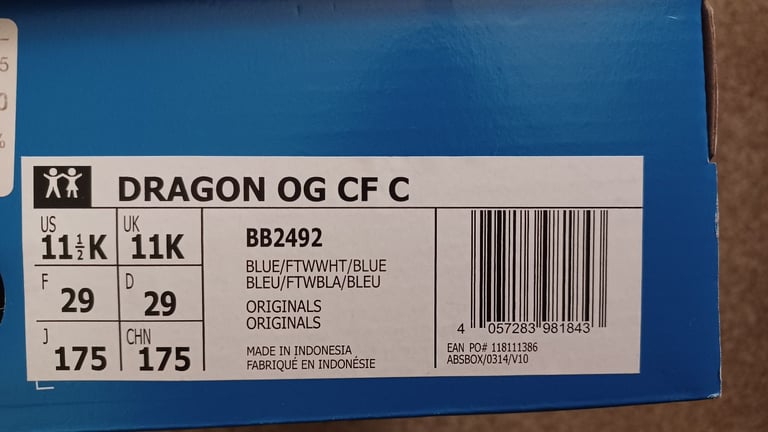 5
%
DRAGON OG CF C
US
11½K
UK
11K
F
29
D
29
J
175
CHN
175
BB2492
BLUE/FTWWHT/BLUE
BLEU/FTWBLA/BLEU
ORIGINALS
ORIGINALS
MADE IN INDONESIA
FABRIQUÉ EN INDONÉSIE
4 057283 981843
EAN PO# 118111386
ABSBOX/0314/V10